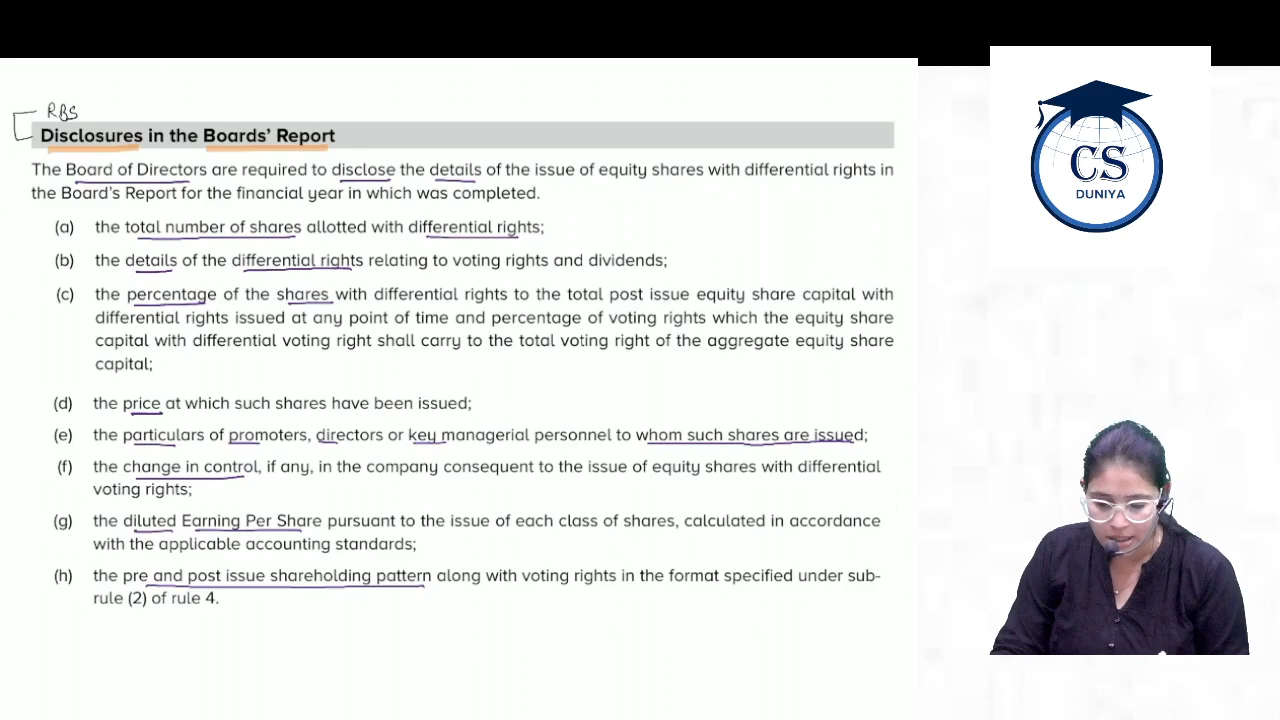 RBS
Disclosures in the Boards' Report
The Board of Directors are required to disclose the details of the issue of equity shares with differential rights in
the Board's Report for the financial year in which was completed.
(a) the total number of shares allotted with differential rights;
(b) the details of the differential rights relating to voting rights and dividends;
(c) the percentage of the shares with differential rights to the total post issue equity share capital with
differential rights issued at any point of time and percentage of voting rights which the equity share
capital with differential voting right shall carry to the total voting right of the aggregate equity share
capital;
(d) the price at which such shares have been issued;
(e) the particulars of promoters, directors or key managerial personnel to whom such shares are issued;
(f) the change in control, if any, in the company consequent to the issue of equity shares with differential
voting rights;
(g) the diluted Earning Per Share pursuant to the issue of each class of shares, calculated in accordance
with the applicable accounting standards;
(h) the pre and post issue shareholding pattern along with voting rights in the format specified under sub-
rule (2) of rule 4.
CS
DUNIYA